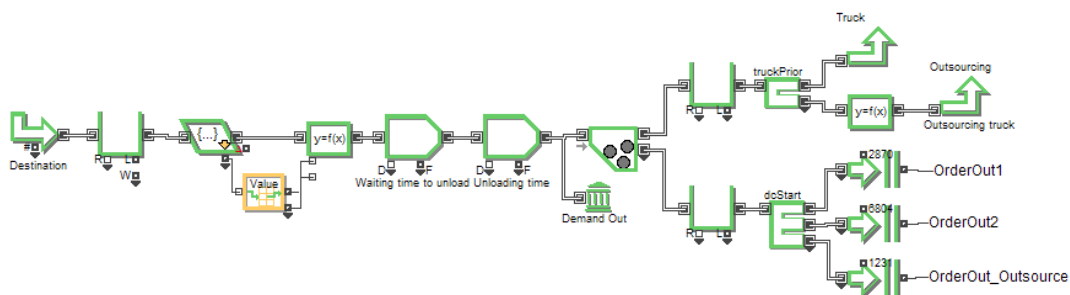 Truck
truckPrior
Outsourcing
R L
y=f(x)
Outsourcing truck
#
Destination
R L
W
{...}
y=f(x)
D F
Waiting time to unload
D F
Unloading time
Value
Demand Out
R L
dcStart
2870
OrderOut1
6804
OrderOut2
1231
OrderOut_Outsource